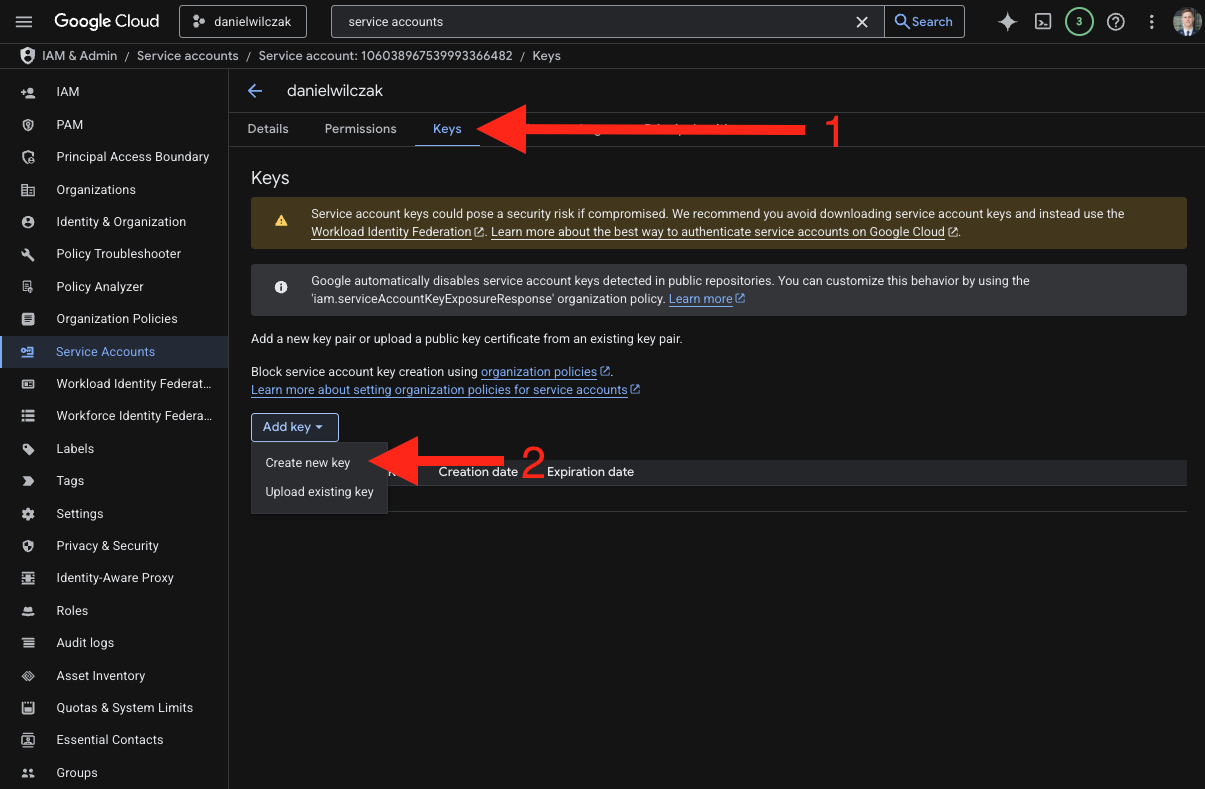 Google Cloud
danielwilczak
service accounts
Search
3
IAM & Admin / Service accounts / Service account: 106038967539993366482 / Keys
IAM
PAM
Principal Access Boundary
Organizations
Identity & Organization
Policy Troubleshooter
Policy Analyzer
Organization Policies
Service Accounts
Workload Identity Federat...
Workforce Identity Federa...
Labels
Tags
Settings
Privacy & Security
Identity-Aware Proxy
Roles
Audit logs
Asset Inventory
Quotas & System Limits
Essential Contacts
Groups
danielwilczak
Details Permissions Keys
1
Keys
Service account keys could pose a security risk if compromised. We recommend you avoid downloading service account keys and instead use the
Workload Identity Federation. Learn more about the best way to authenticate service accounts on Google Cloud.
Google automatically disables service account keys detected in public repositories. You can customize this behavior by using the
'iam.serviceAccountKeyExposureResponse' organization policy. Learn more
Add a new key pair or upload a public key certificate from an existing key pair.
Block service account key creation using organization policies.
Learn more about setting organization policies for service accounts
Add key
Create new key
2
Upload existing key
Creation date Expiration date